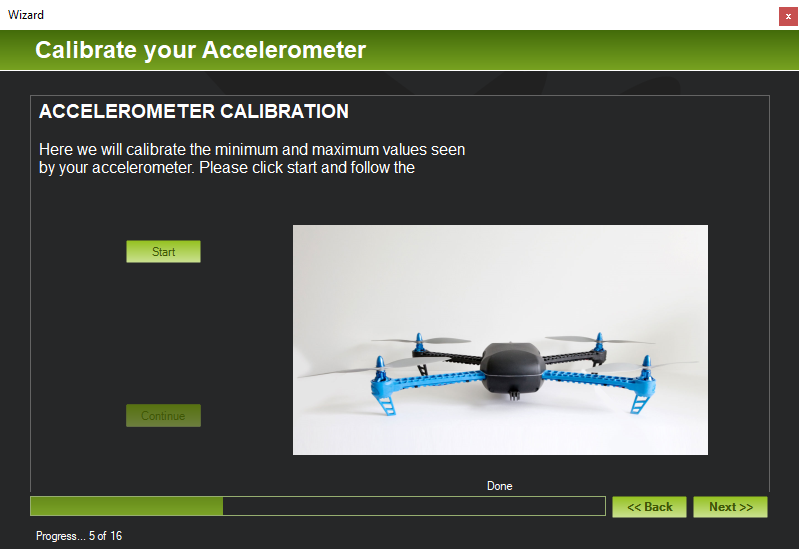 Wizard
x
Calibrate your Accelerometer
ACCELEROMETER CALIBRATION
Here we will calibrate the minimum and maximum values seen
by your accelerometer. Please click start and follow the
Start
Continue
Done
<< Back
Next >>
Progress... 5 of 16